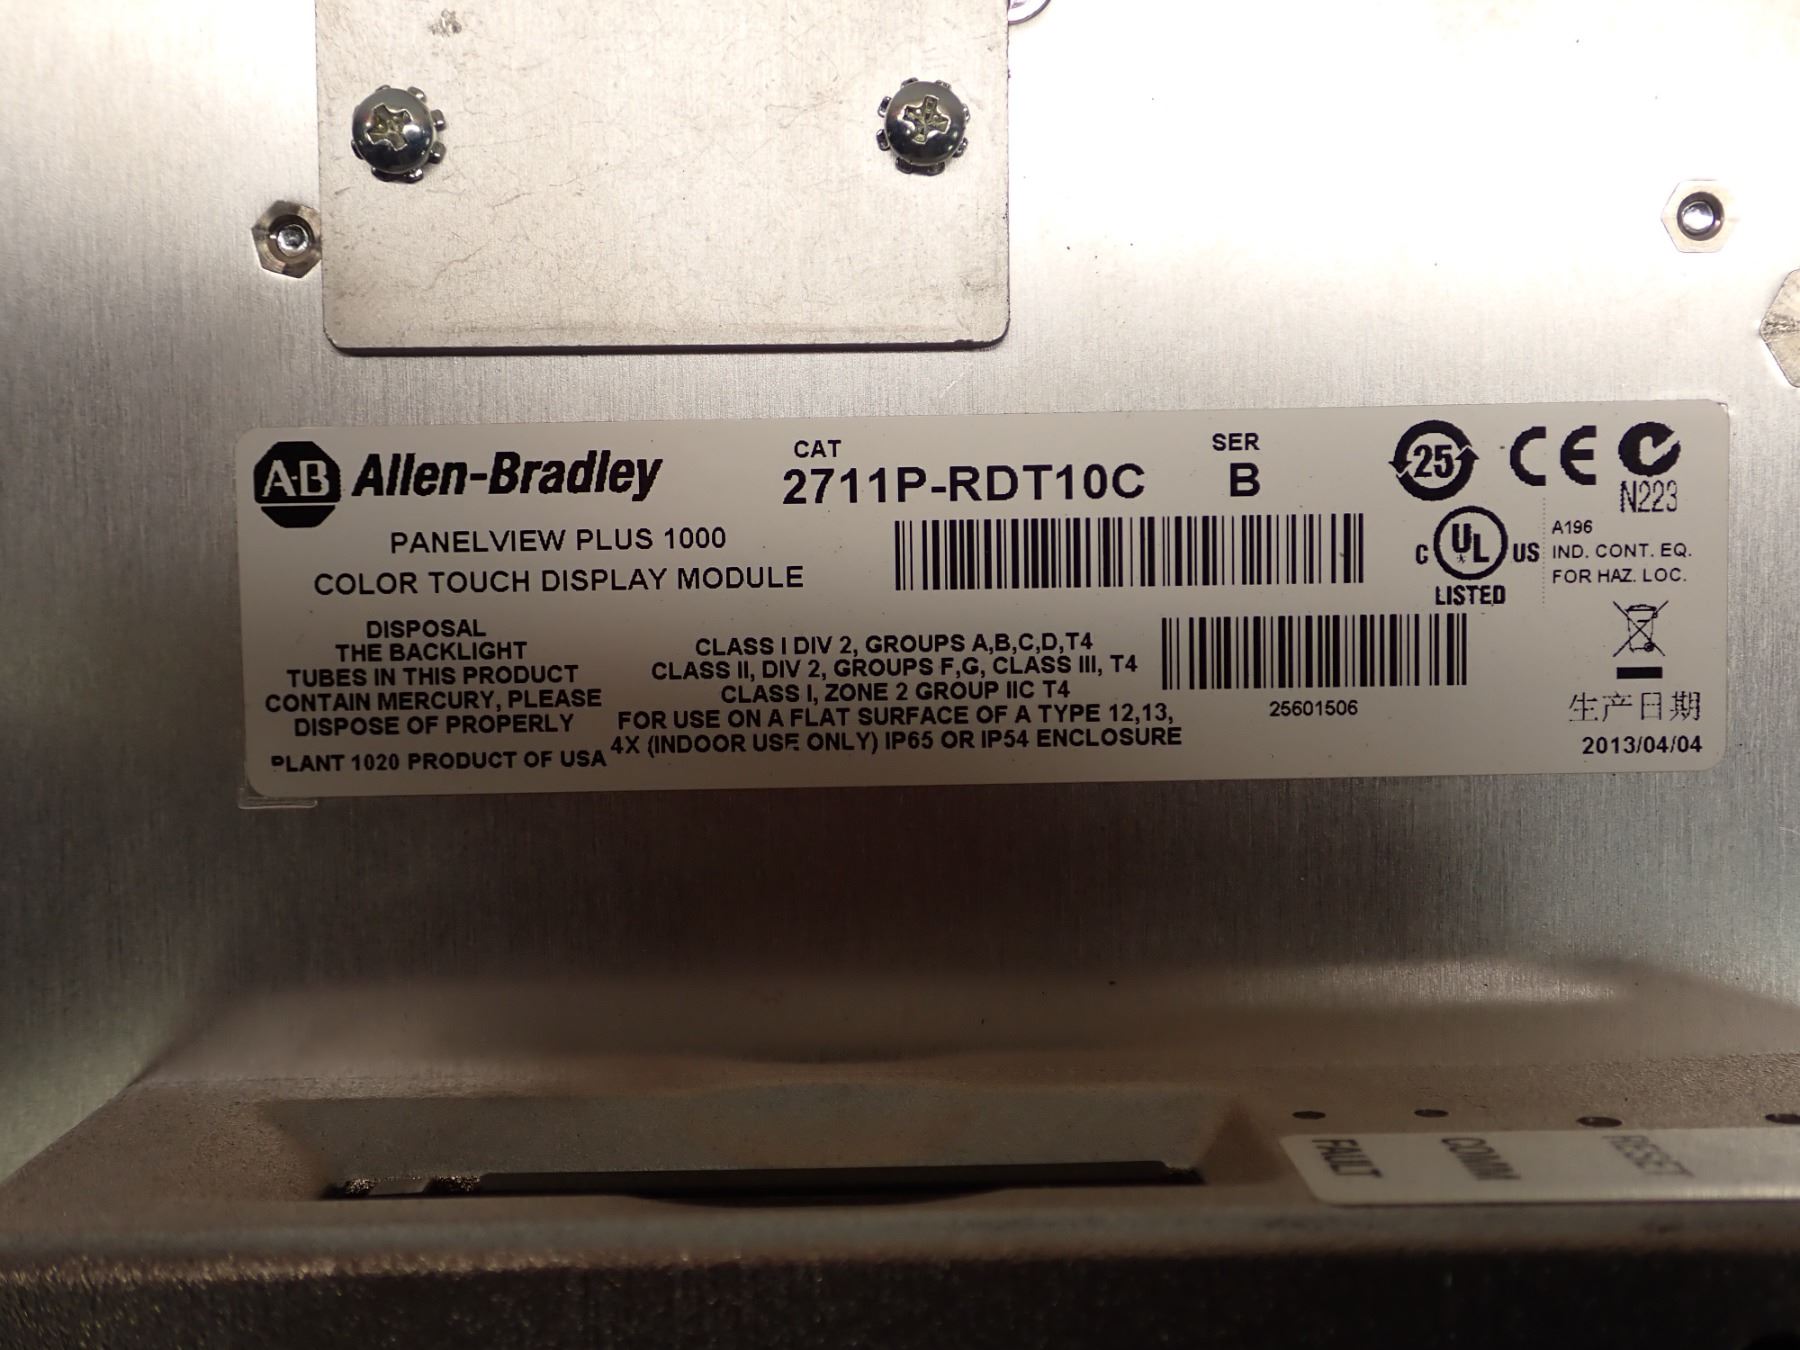 A·B Allen-Bradley
CAT
2711P-RDT10C
SER
B
PANELVIEW PLUS 1000
COLOR TOUCH DISPLAY MODULE
DISPOSAL
THE BACKLIGHT
TUBES IN THIS PRODUCT
CONTAIN MERCURY, PLEASE
DISPOSE OF PROPERLY
PLANT 1020 PRODUCT OF USA
CLASS I DIV 2, GROUPS A,B,C,D,T4
CLASS II, DIV 2, GROUPS F,G, CLASS III, T4
CLASS I, ZONE 2 GROUP IIC T4
FOR USE ON A FLAT SURFACE OF A TYPE 12,13,
4X (INDOOR USE ONLY) IP65 OR IP54 ENCLOSURE
25601506
25
CE
N223
C UL US
LISTED
A196
IND. CONT. EQ.
FOR HAZ. LOC.
生产日期
2013/04/04
FAULT
COMM
RESET